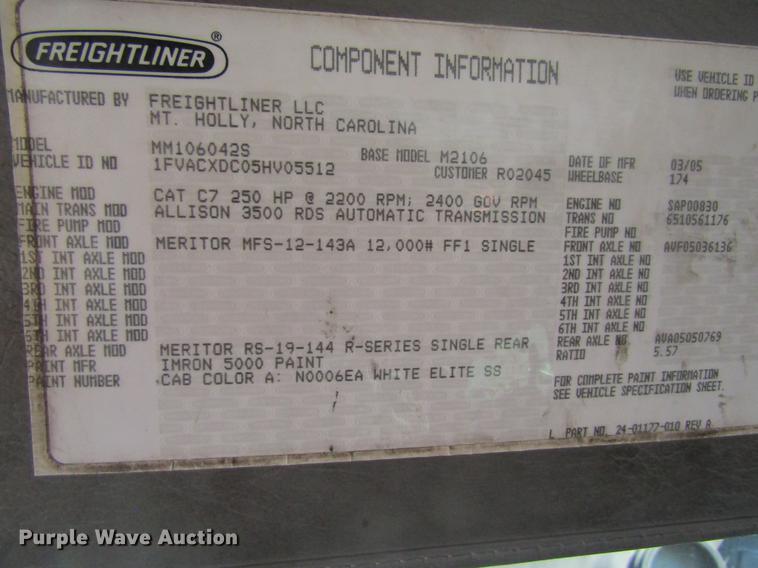 FREIGHTLINER
COMPONENT INFORMATION
USE VEHICLE ID
WHEN ORDERING P
MANUFACTURED BY FREIGHTLINER LLC
MT. HOLLY, NORTH CAROLINA
MODEL MM106042S BASE MODEL M2106 DATE OF MFR 03/05
VEHICLE ID NO 1FVACXDC05HV05512 CUSTOMER R02045 WHEELBASE 174
ENGINE MOD CAT C7 250 HP @ 2200 RPM; 2400 GOV RPM ENGINE NO SAP00830
MAIN TRANS MOD ALLISON 3500 RDS AUTOMATIC TRANSMISSION TRANS NO 6510561176
FIRE PUMP MOD FIRE PUMP NO
FRONT AXLE MOD MERITOR MFS-12-143A 12,000# FF1 SINGLE FRONT AXLE NO AVF05036136
1ST INT AXLE MOD 1ST INT AXLE NO
2ND INT AXLE MOD 2ND INT AXLE NO
3RD INT AXLE MOD 3RD INT AXLE NO
4TH INT AXLE MOD 4TH INT AXLE NO
5TH INT AXLE MOD 5TH INT AXLE NO
6TH INT AXLE MOD 6TH INT AXLE NO
REAR AXLE MOD MERITOR RS-19-144 R-SERIES SINGLE REAR REAR AXLE NO AVA05050769
PAINT MFR IMRON 5000 PAINT RATIO 5.57
PAINT NUMBER CAB COLOR A: N0006EA WHITE ELITE SS
FOR COMPLETE PAINT INFORMATION
SEE VEHICLE SPECIFICATION SHEET.
L PART NO. 24-01177-010 REV A
Purple Wave Auction